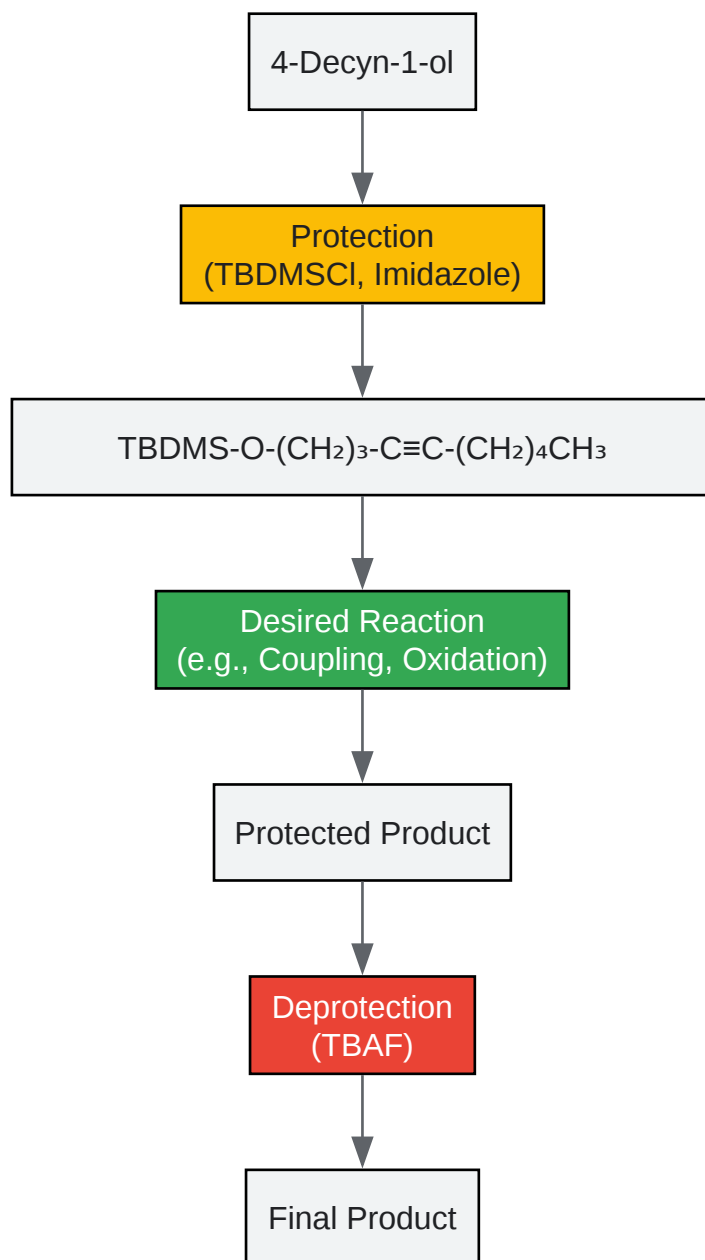 4-Decyn-1-ol
Protection
(TBDMSCl, Imidazole)
TBDMS-O-(CH₂)₃-C≡C-(CH₂)₄CH₃
Desired Reaction
(e.g., Coupling, Oxidation)
Protected Product
Deprotection
(TBAF)
Final Product